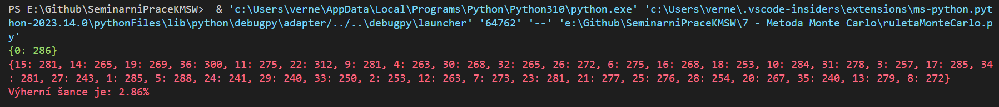 PS E:\Github\SeminarniPraceKMSW>  & 'c:\Users\verne\AppData\Local\Programs\Python\Python310\python.exe' 'c:\Users\verne\.vscode-insiders\extensions\ms-python.pyt
hon-2023.14.0\pythonFiles\lib\python\debugpy\adapter/../..\debugpy\launcher' '64762' '--' 'e:\Github\SeminarniPraceKMSW\7 - Metoda Monte Carlo\ruletaMonteCarlo.p
y'
{0: 286}
{15: 281, 14: 265, 19: 269, 36: 300, 11: 275, 22: 312, 9: 281, 4: 263, 30: 268, 32: 265, 26: 272, 6: 275, 16: 268, 18: 253, 10: 284, 31: 278, 3: 257, 17: 285, 34
: 281, 27: 243, 1: 285, 5: 288, 24: 241, 29: 240, 33: 250, 2: 253, 12: 263, 7: 273, 23: 281, 21: 277, 25: 276, 28: 254, 20: 267, 35: 240, 13: 279, 8: 272}
Výherní šance je: 2.86%